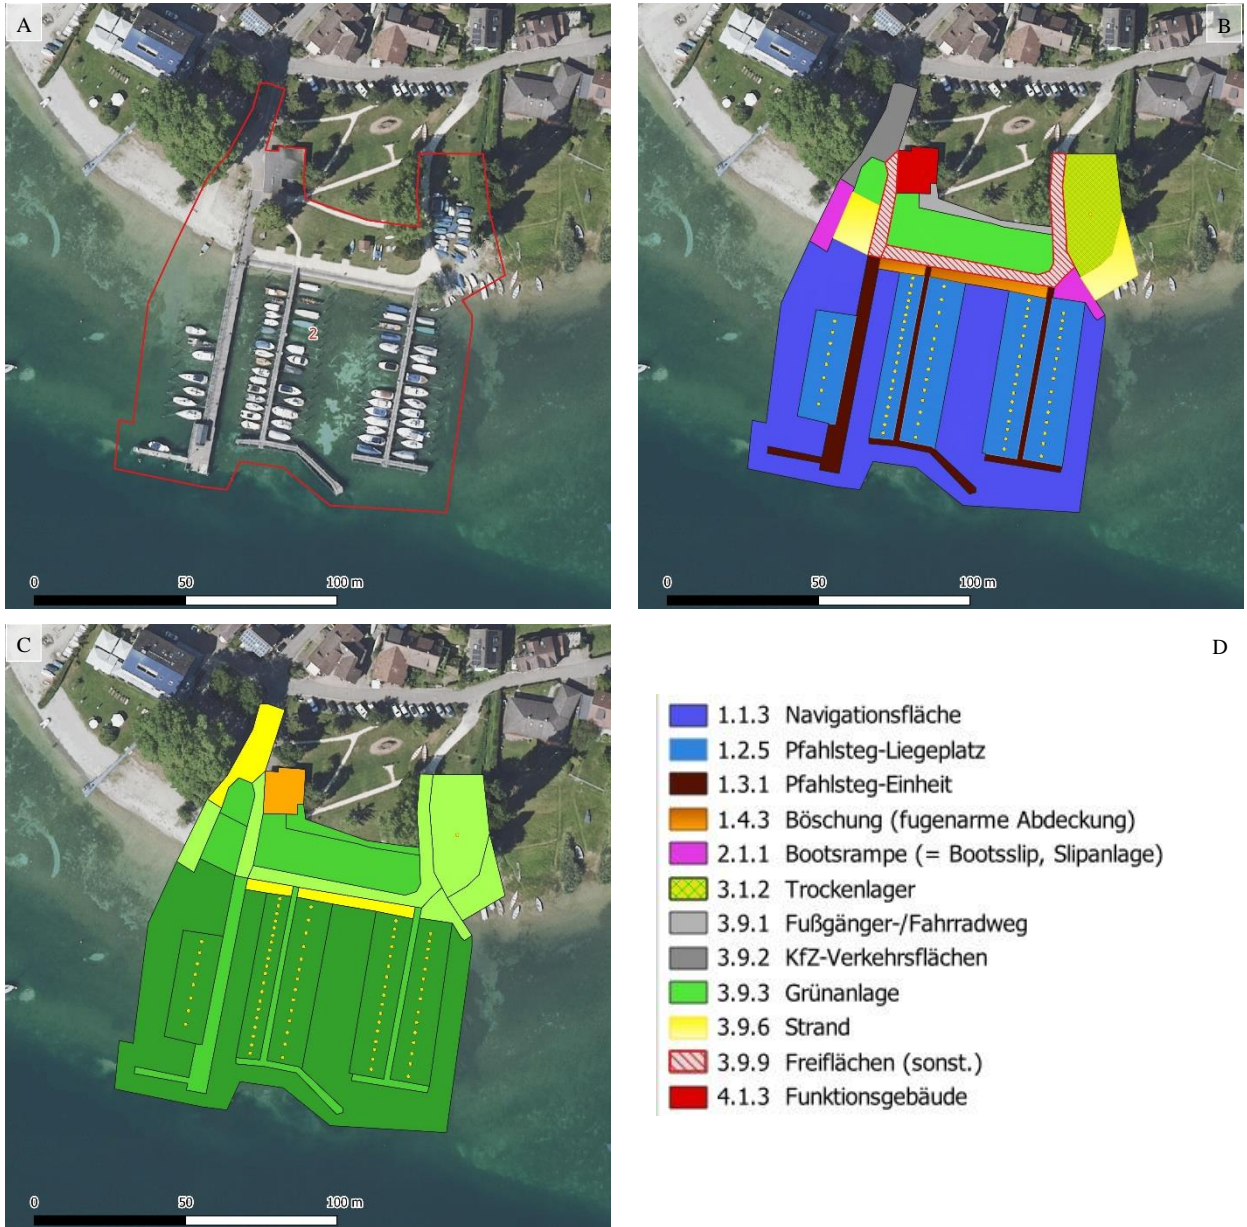 A
2
0 50 100 m
B
0 50 100 m
C
0 50 100 m
D
1.1.3 Navigationsfläche
1.2.5 Pfahlsteg-Liegeplatz
1.3.1 Pfahlsteg-Einheit
1.4.3 Böschung (fugenarme Abdeckung)
2.1.1 Bootsrampe (= Bootsslip, Slipanlage)
3.1.2 Trockenlager
3.9.1 Fußgänger-/Fahrradweg
3.9.2 KfZ-Verkehrsflächen
3.9.3 Grünanlage
3.9.6 Strand
3.9.9 Freiflächen (sonst.)
4.1.3 Funktionsgebäude